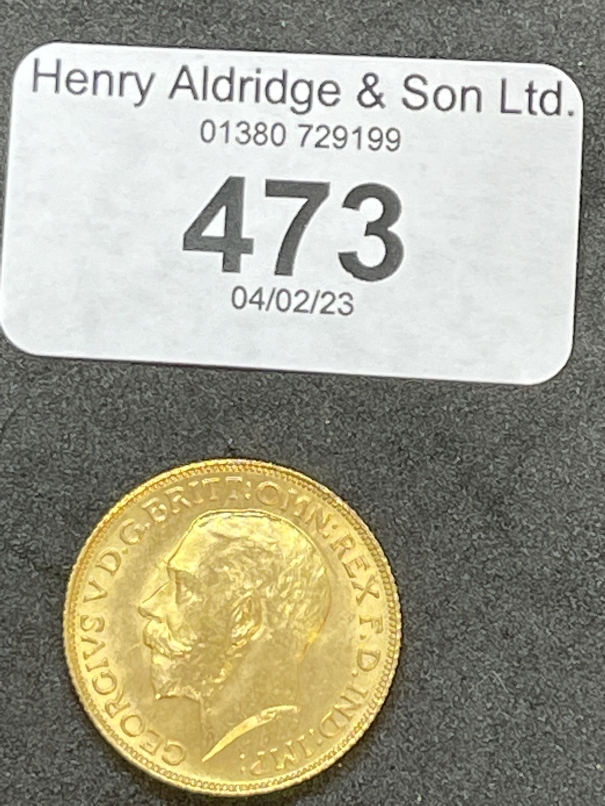 Henry Aldridge & Son Ltd.
01380 729199
473
04/02/23
GEORGIVS V D.G.BRITT:OMN:REX F.D.IND:IMP: